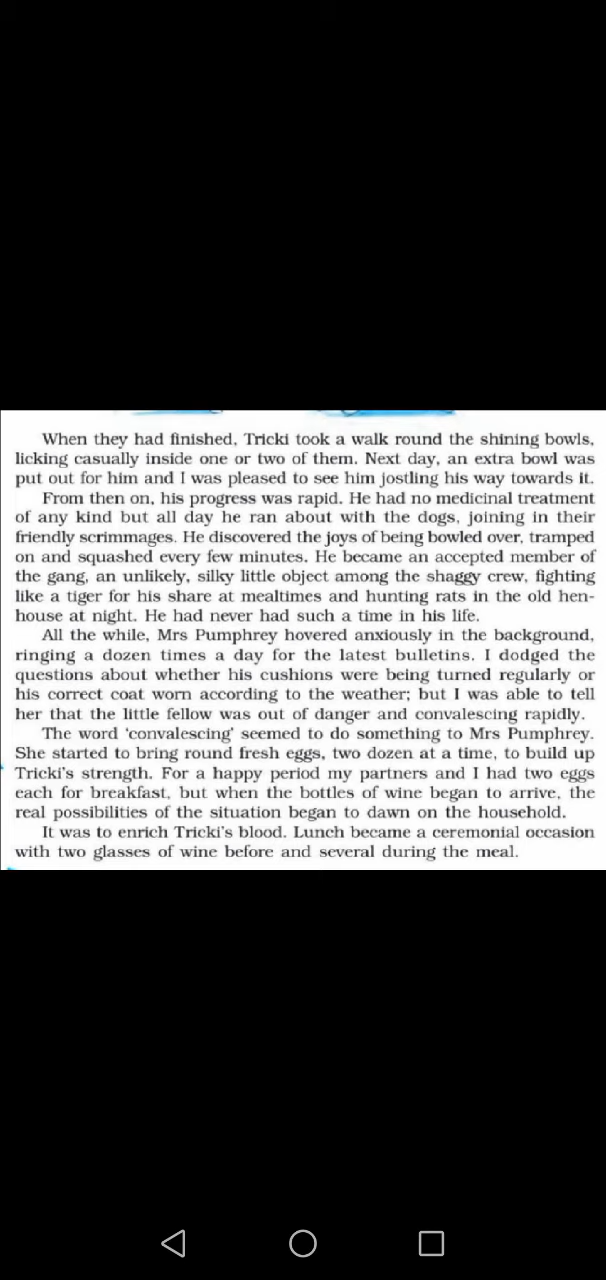 When they had finished, Tricki took a walk round the shining bowls,
licking casually inside one or two of them. Next day, an extra bowl was
put out for him and I was pleased to see him jostling his way towards it.
From then on, his progress was rapid. He had no medicinal treatment
of any kind but all day he ran about with the dogs, joining in their
friendly scrimmages. He discovered the joys of being bowled over, tramped
on and squashed every few minutes. He became an accepted member of
the gang, an unlikely, silky little object among the shaggy crew, fighting
like a tiger for his share at mealtimes and hunting rats in the old hen-
house at night. He had never had such a time in his life.
All the while, Mrs Pumphrey hovered anxiously in the background,
ringing a dozen times a day for the latest bulletins. I dodged the
questions about whether his cushions were being turned regularly or
his correct coat worn according to the weather; but I was able to tell
her that the little fellow was out of danger and convalescing rapidly.
The word 'convalescing' seemed to do something to Mrs Pumphrey.
She started to bring round fresh eggs, two dozen at a time, to build up
Tricki's strength. For a happy period my partners and I had two eggs
each for breakfast, but when the bottles of wine began to arrive, the
real possibilities of the situation began to dawn on the household.
It was to enrich Tricki's blood. Lunch became a ceremonial occasion
with two glasses of wine before and several during the meal.